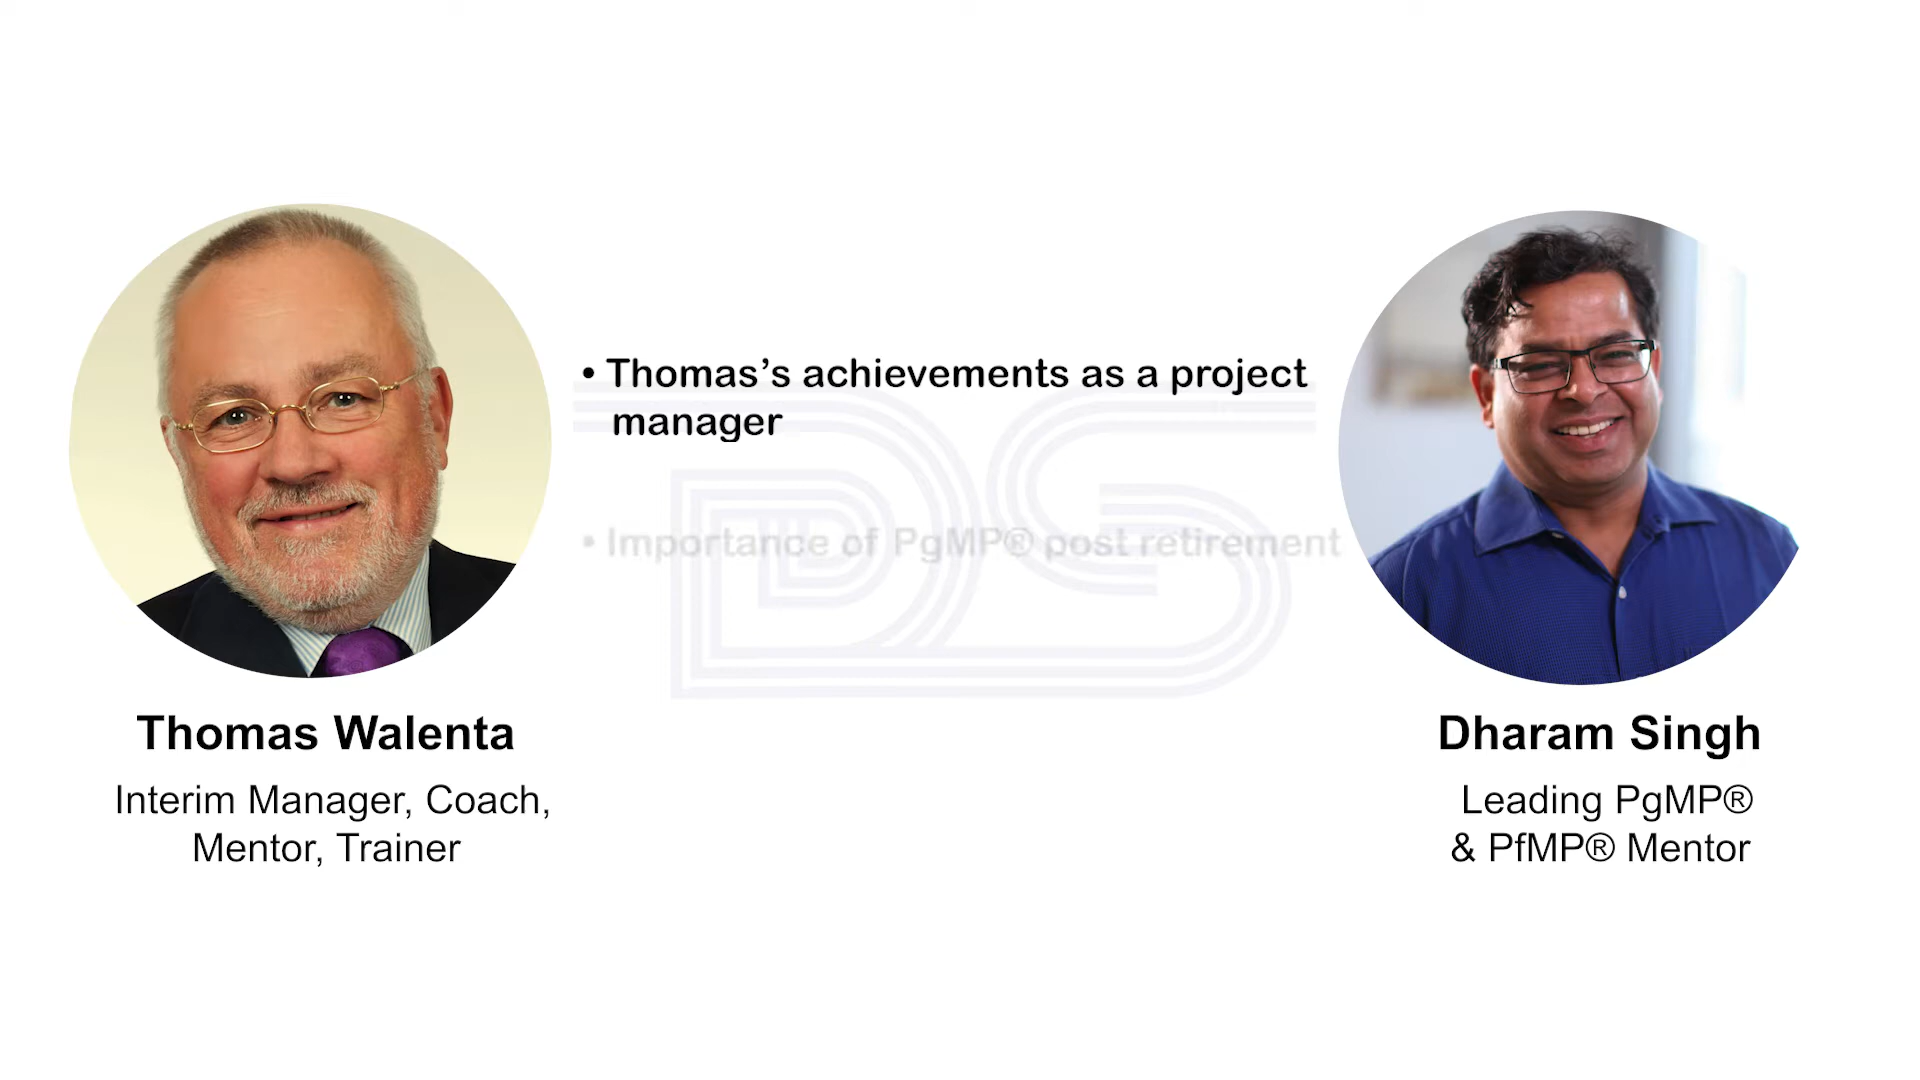 • Thomas’s achievements as a project
manager
• Importance of PgMP® post retirement
DS
Thomas Walenta
Interim Manager, Coach,
Mentor, Trainer
Dharam Singh
Leading PgMP®
& PfMP® Mentor